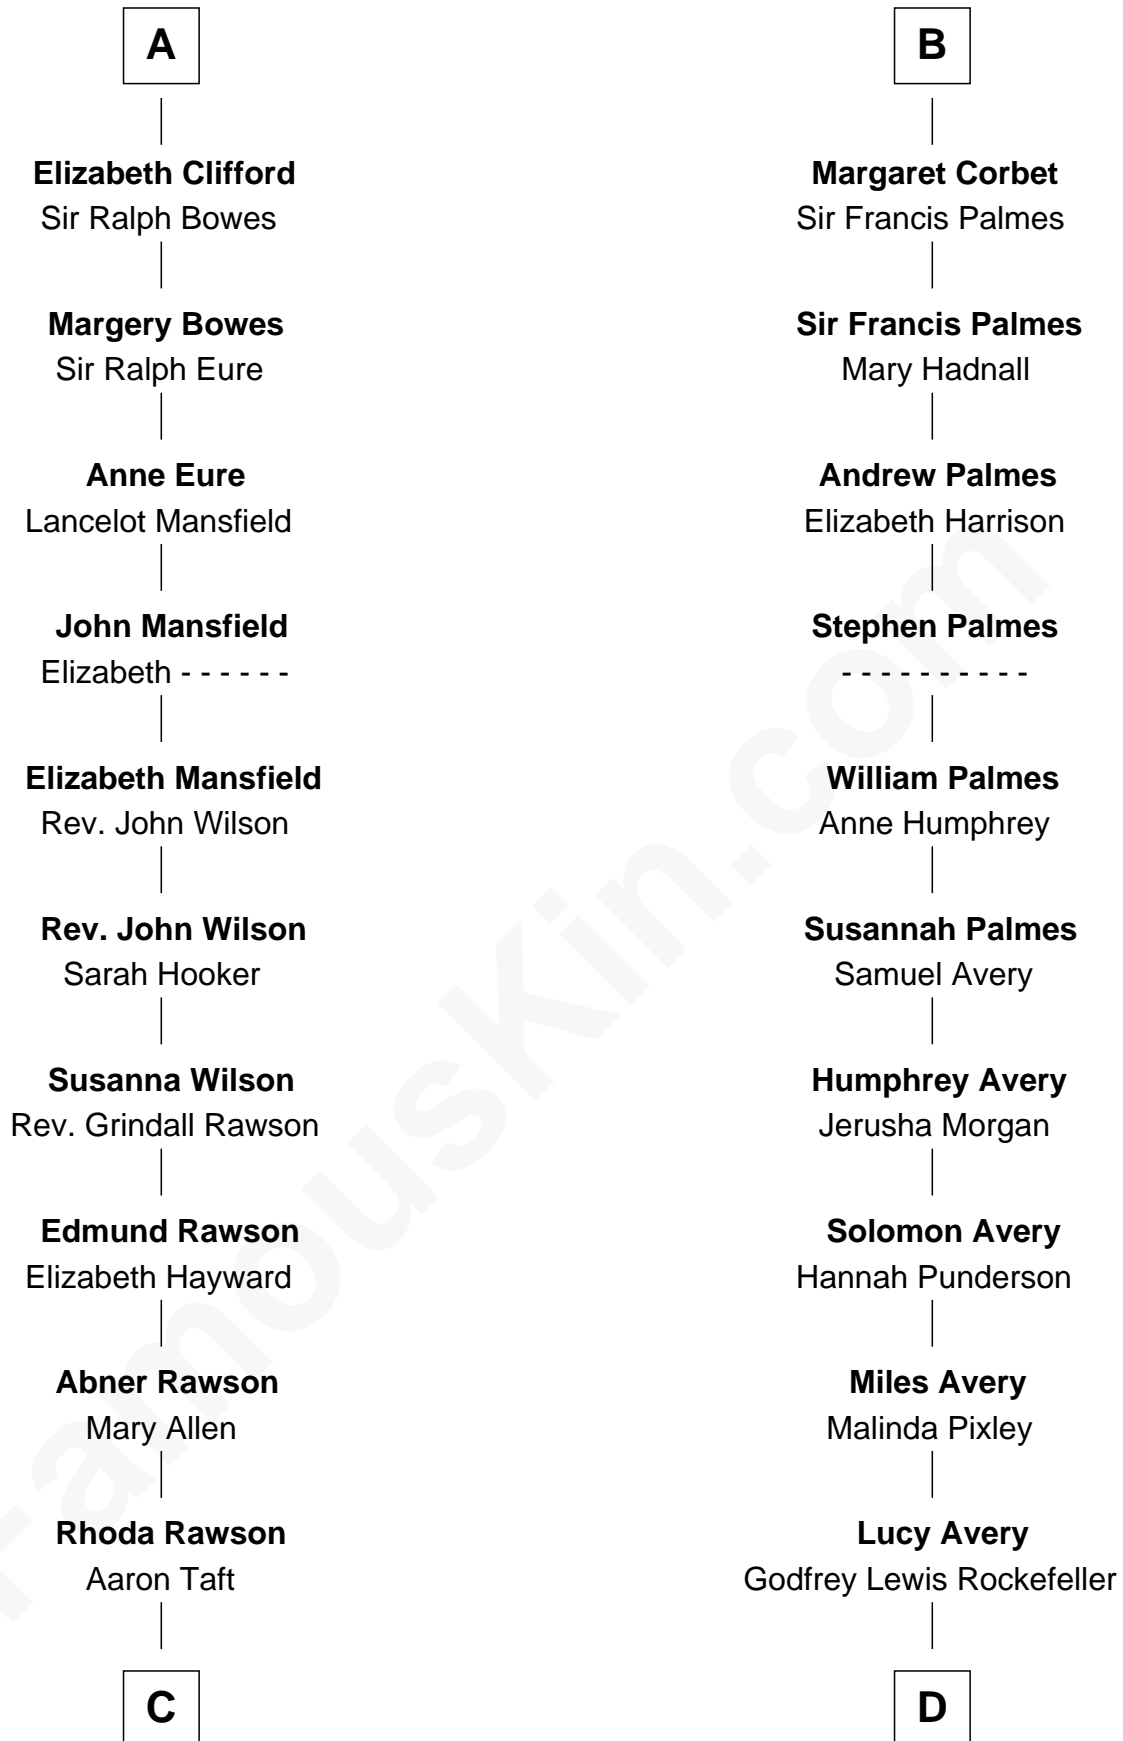 A
Elizabeth Clifford
Sir Ralph Bowes
Margery Bowes
Sir Ralph Eure
Anne Eure
Lancelot Mansfield
John Mansfield
Elizabeth - - - - - -
Elizabeth Mansfield
Rev. John Wilson
Rev. John Wilson
Sarah Hooker
Susanna Wilson
Rev. Grindall Rawson
Edmund Rawson
Elizabeth Hayward
Abner Rawson
Mary Allen
Rhoda Rawson
Aaron Taft
C
B
Margaret Corbet
Sir Francis Palmes
Sir Francis Palmes
Mary Hadnall
Andrew Palmes
Elizabeth Harrison
Stephen Palmes
- - - - - - - - - -
William Palmes
Anne Humphrey
Susannah Palmes
Samuel Avery
Humphrey Avery
Jerusha Morgan
Solomon Avery
Hannah Punderson
Miles Avery
Malinda Pixley
Lucy Avery
Godfrey Lewis Rockefeller
D
FamousKin.com